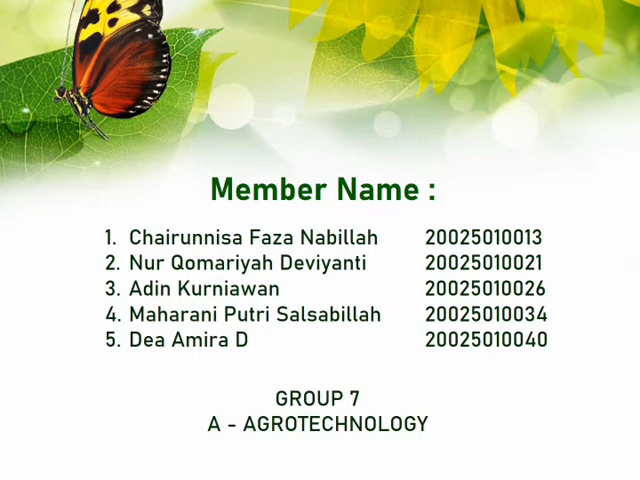 Member Name :
1. Chairunnisa Faza Nabillah 20025010013
2. Nur Qomariyah Deviyanti 20025010021
3. Adin Kurniawan 20025010026
4. Maharani Putri Salsabillah 20025010034
5. Dea Amira D 20025010040
GROUP 7
A - AGROTECHNOLOGY